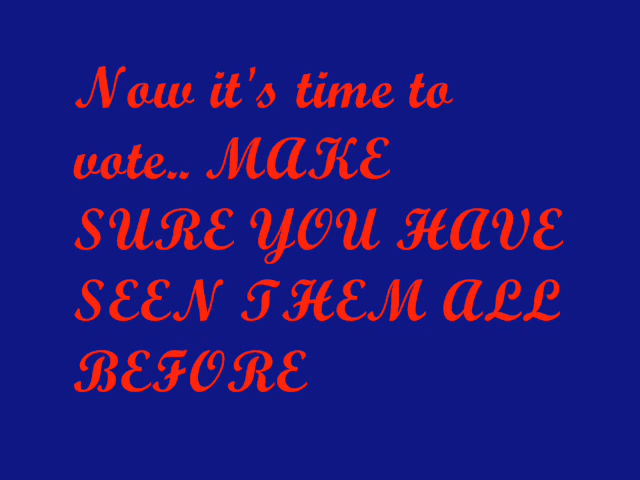 Now it's time to
vote.. MAKE
SURE YOU HAVE
SEEN THEM ALL
BEFORE